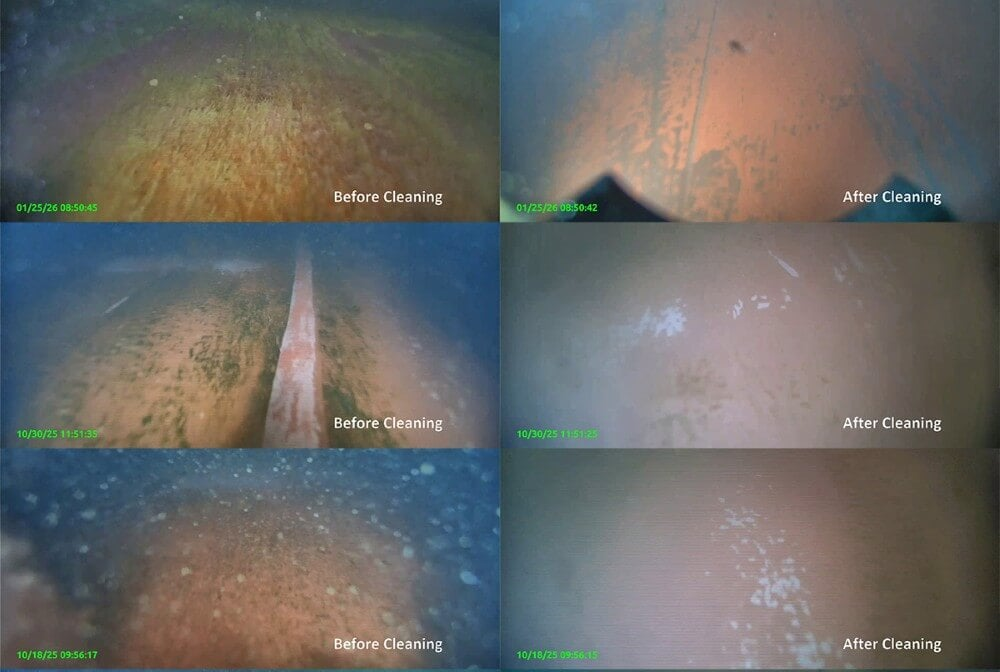 01/25/26 08:50:45
Before Cleaning
01/25/26 08:50:42
After Cleaning
10/30/25 11:51:35
Before Cleaning
10/30/25 11:51:25
After Cleaning
10/18/25 09:56:17
Before Cleaning
10/18/25 09:56:15
After Cleaning